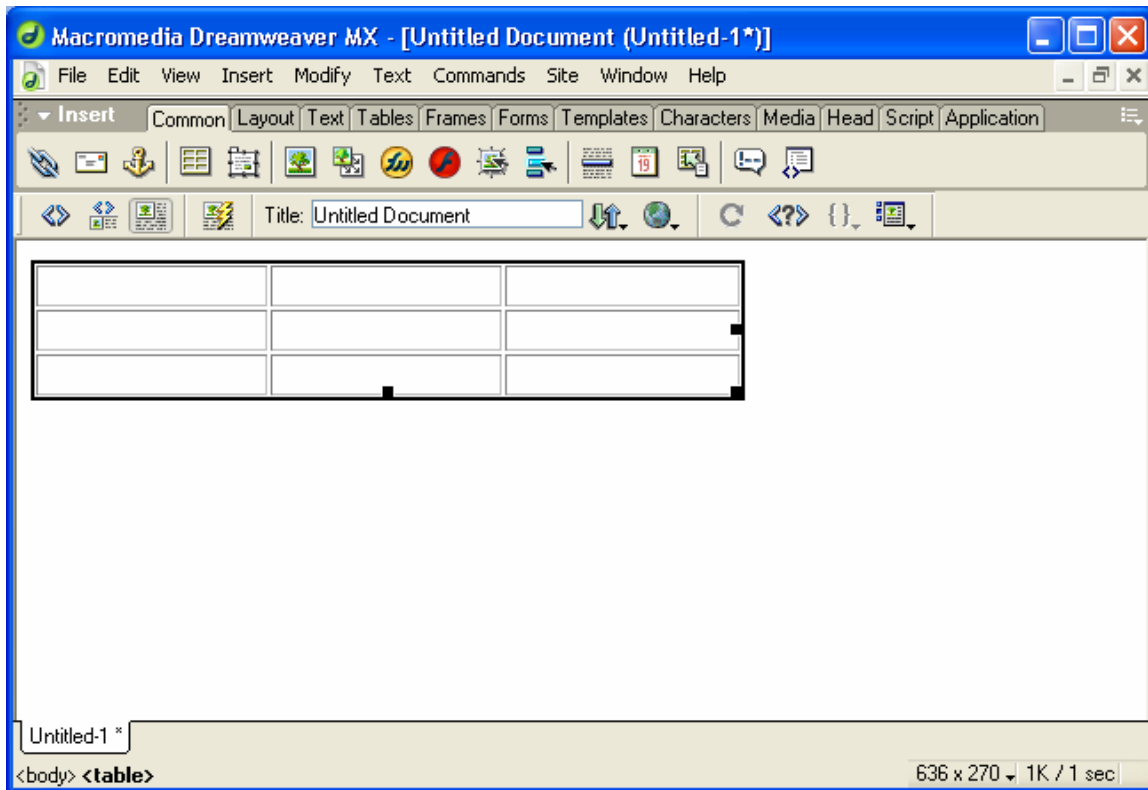 Macromedia Dreamweaver MX - [Untitled Document (Untitled-1*)]
File Edit View Insert Modify Text Commands Site Window Help
Insert Common Layout Text Tables Frames Forms Templates Characters Media Head Script Application
19
Title: Untitled Document
Untitled-1 *
<body> <table> 636 x 270 1K / 1 sec